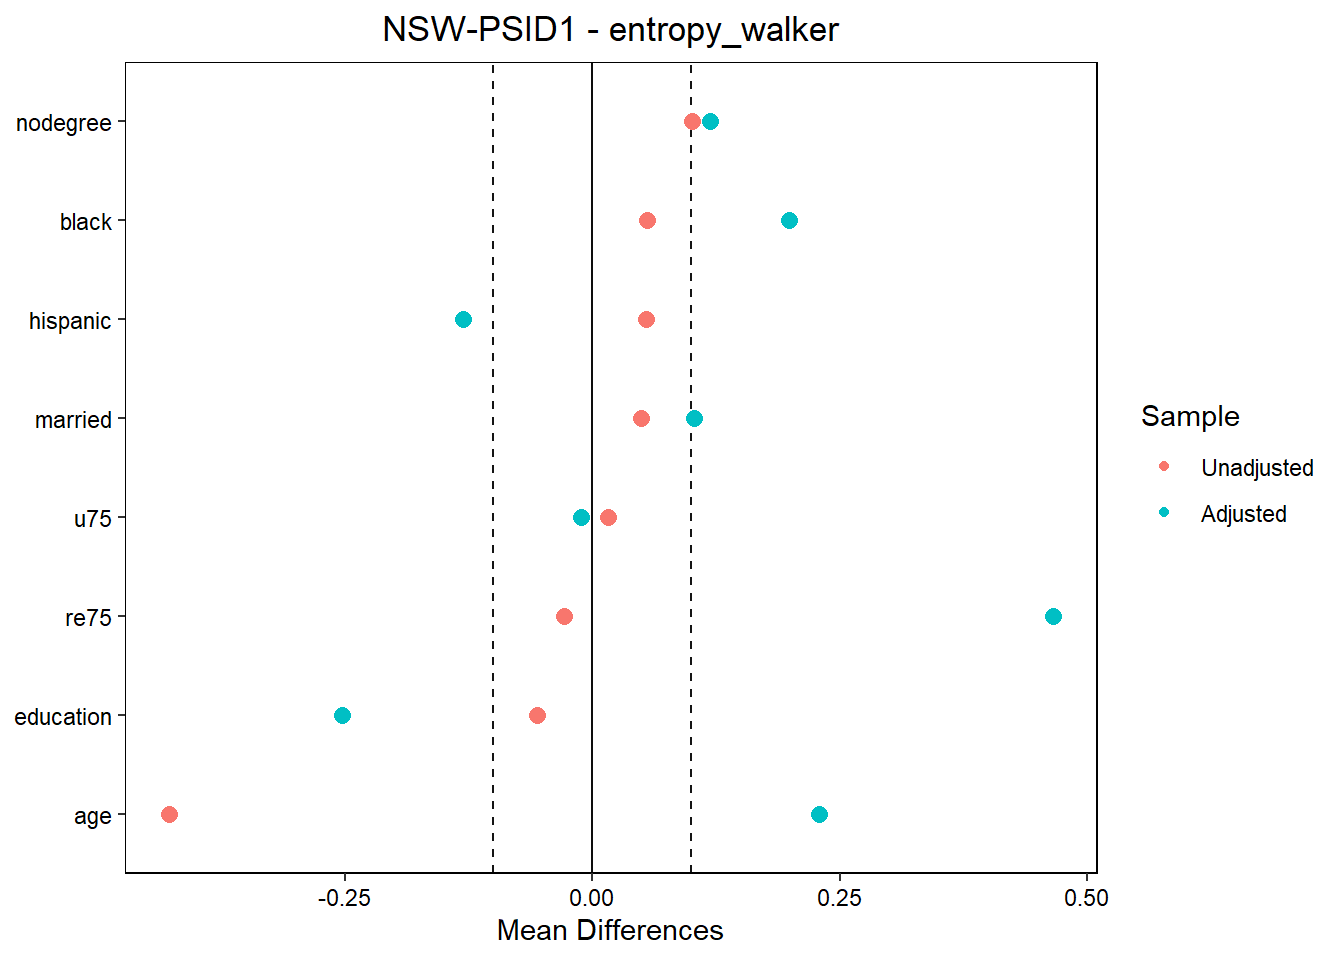 NSW-PSID1 - entropy_walker
nodegree
black
hispanic
married
u75
re75
education
age
-0.25 0.00 0.25 0.50
Mean Differences
Sample
Unadjusted
Adjusted